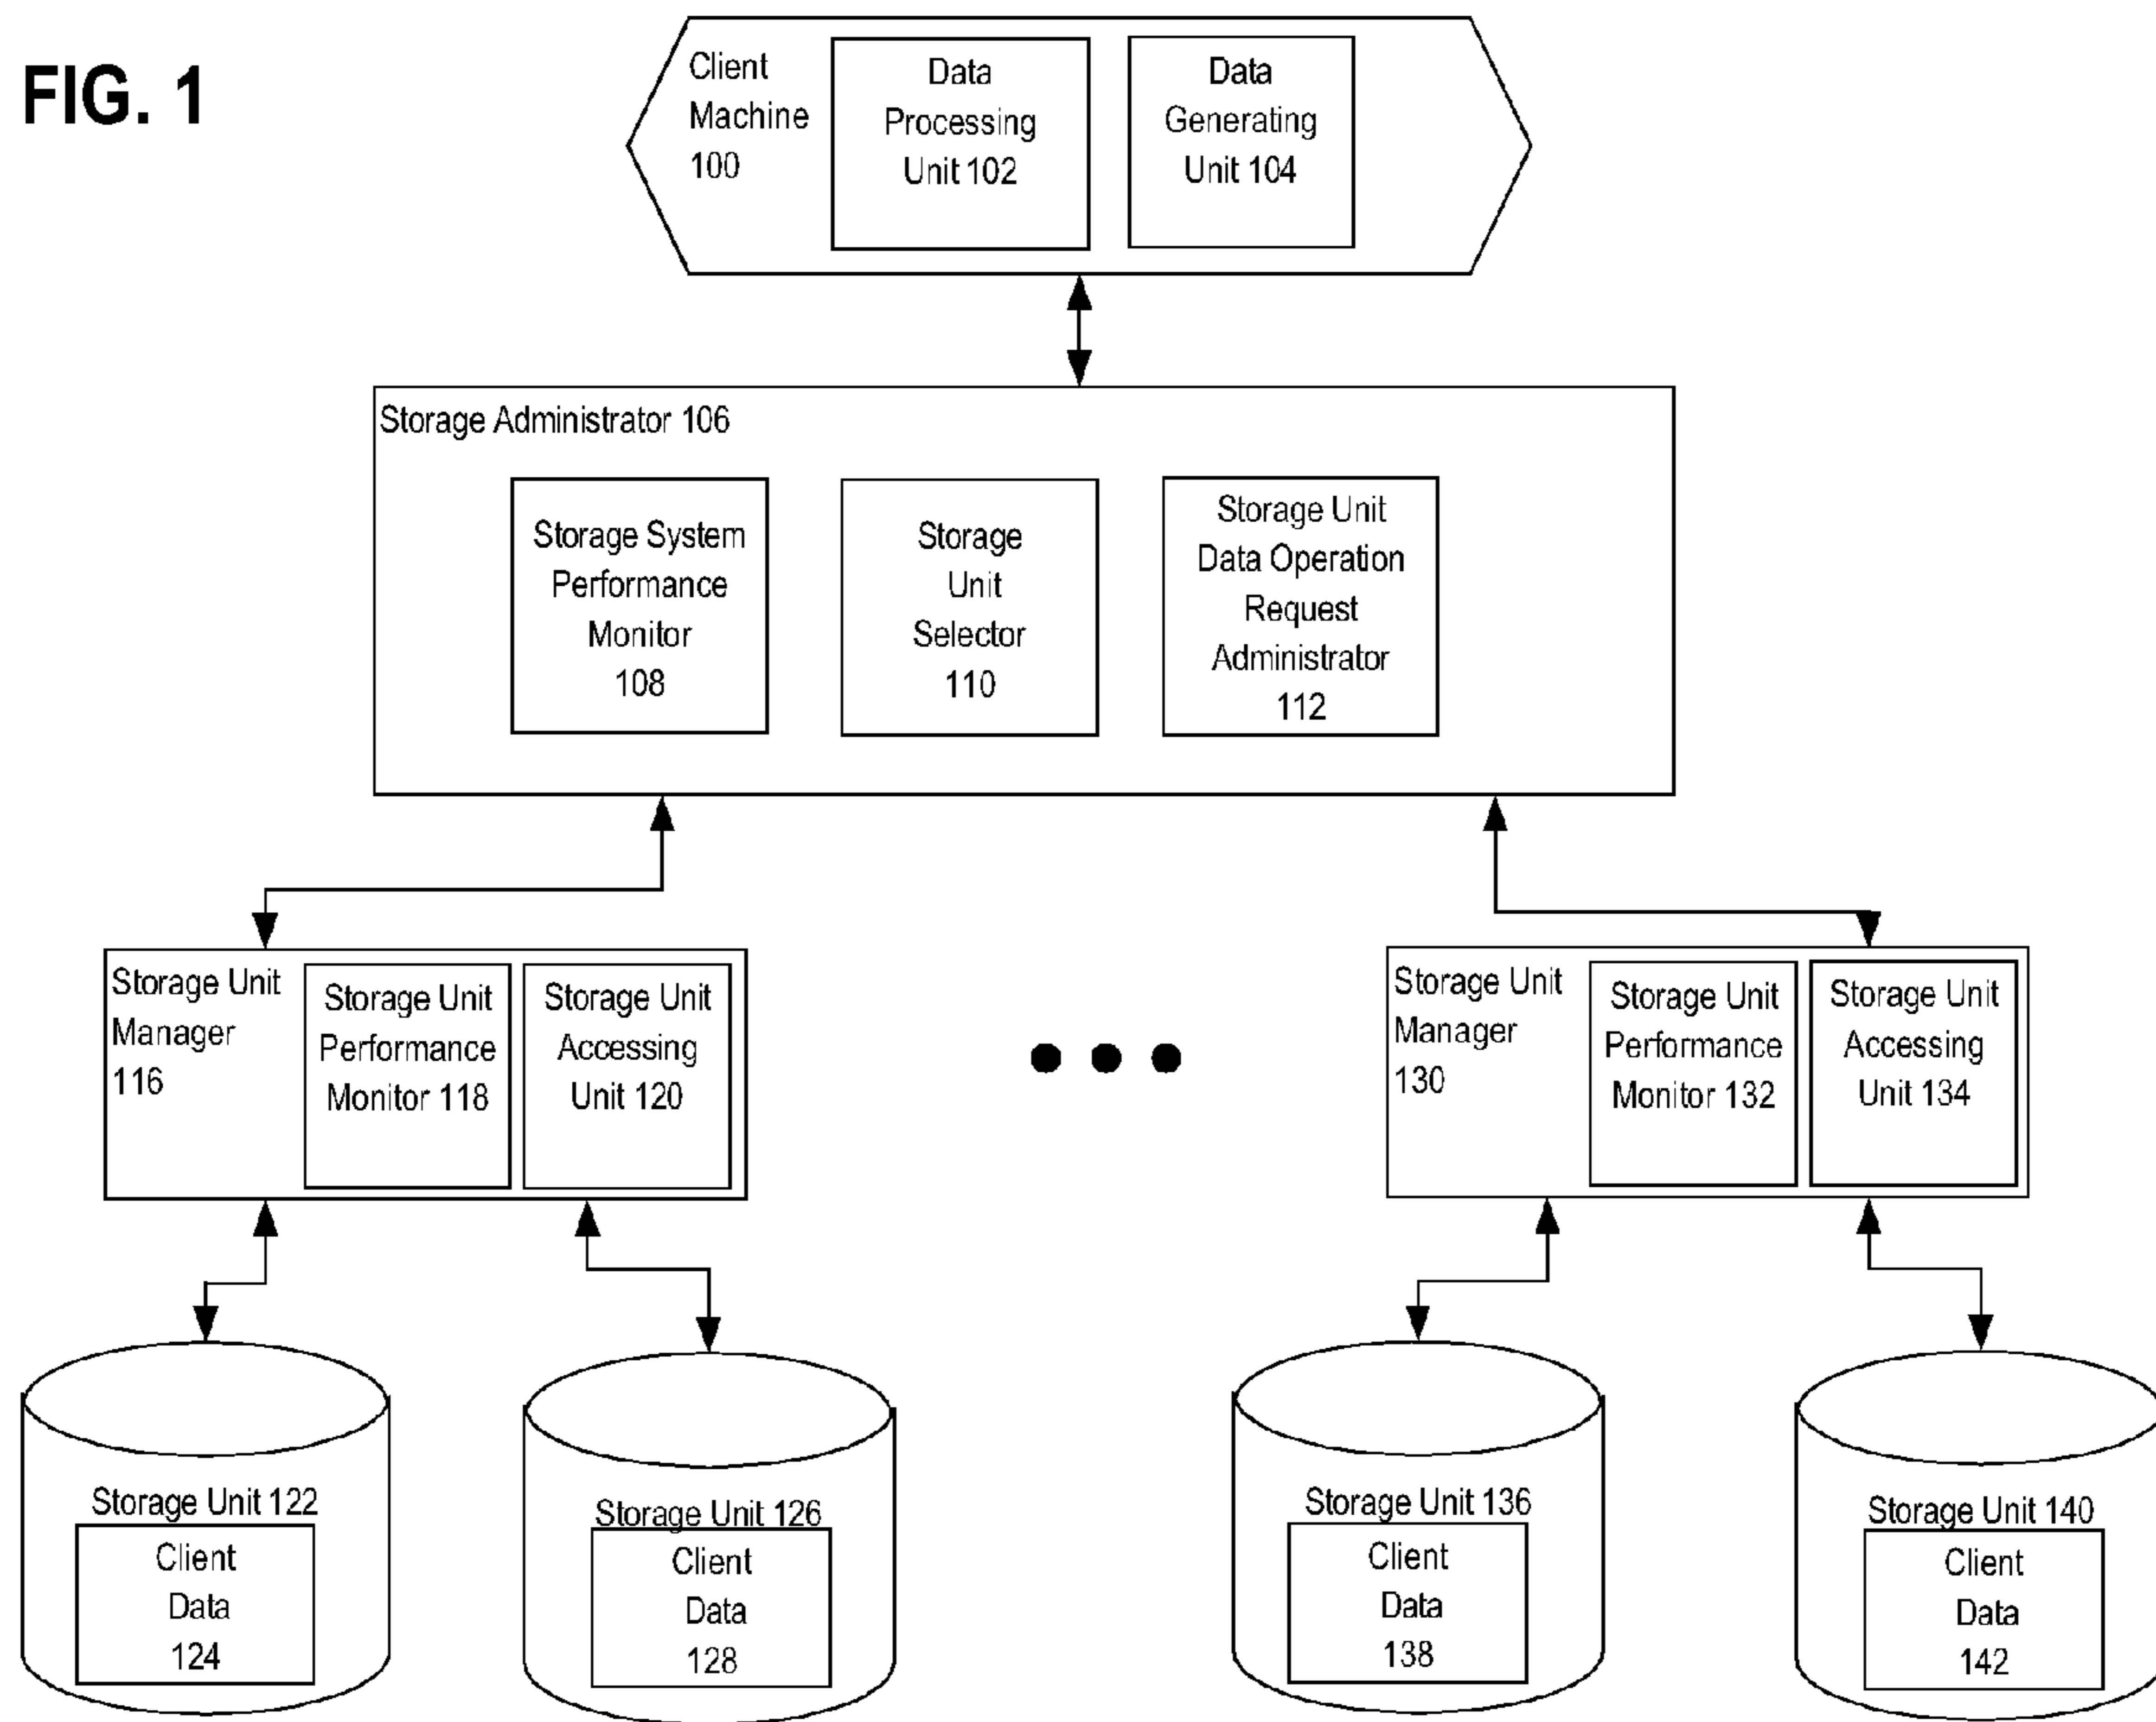 FIG. 1
Client
Machine
100
Data
Processing
Unit 102
Data
Generating
Unit 104
Storage Administrator 106
Storage System
Performance
Monitor
108
Storage
Unit
Selector
110
Storage Unit
Data Operation
Request
Administrator
112
Storage Unit
Manager
116
Storage Unit
Performance
Monitor 118
Storage Unit
Accessing
Unit 120
Storage Unit
Manager
130
Storage Unit
Performance
Monitor 132
Storage Unit
Accessing
Unit 134
Storage Unit 122
Client
Data
124
Storage Unit 126
Client
Data
128
Storage Unit 136
Client
Data
138
Storage Unit 140
Client
Data
142